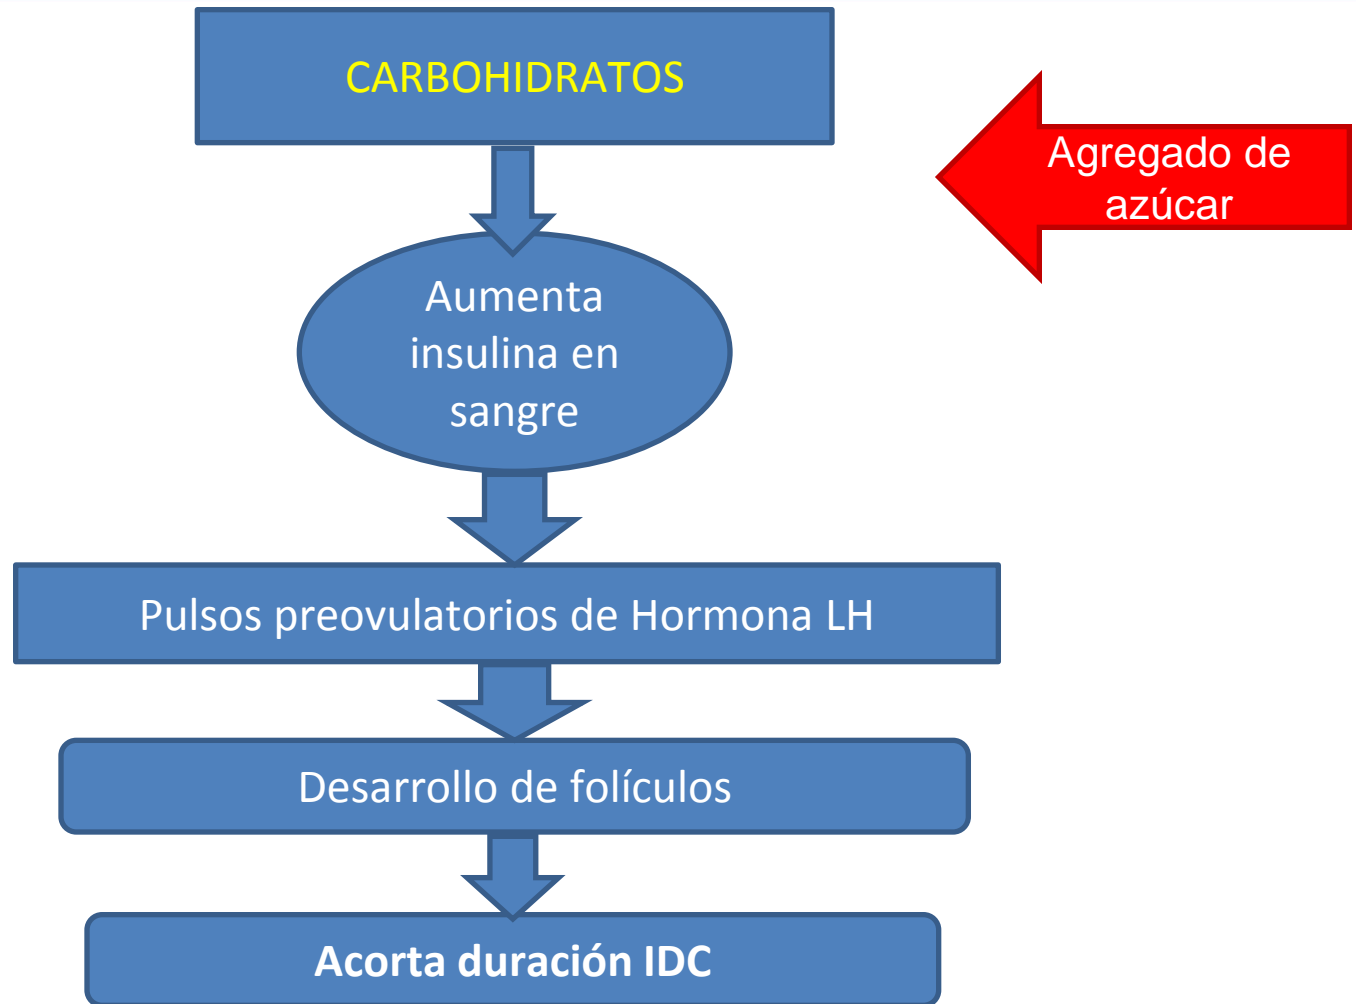 CARBOHIDRATOS
Agregado de
azúcar
Aumenta
insulina en
sangre
Pulsos preovulatorios de Hormona LH
Desarrollo de folículos
Acorta duración IDC